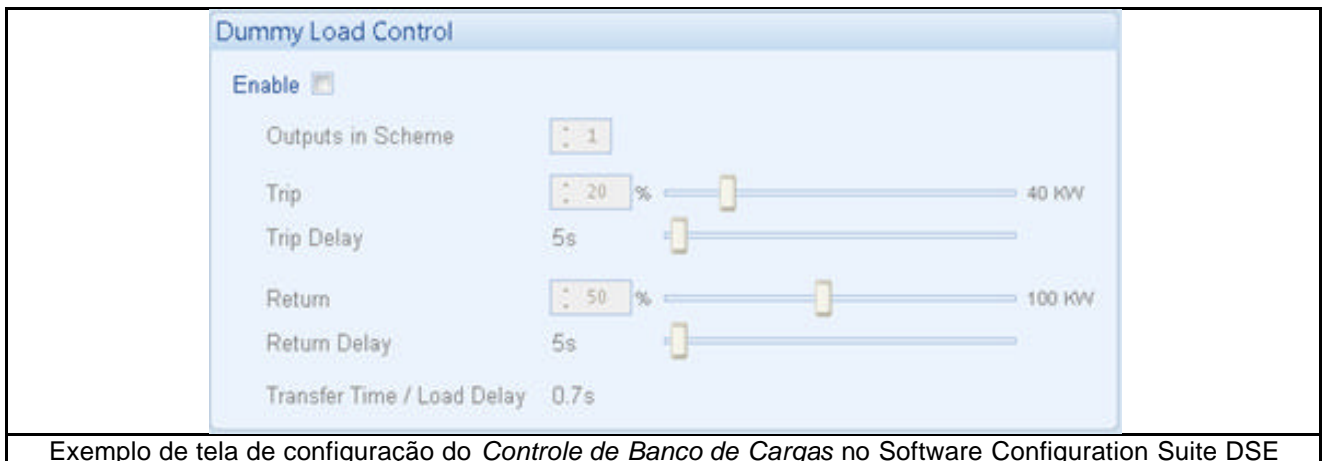 Dummy Load Control
Enable
Outputs in Scheme 1
Trip 20 % 40 KW
Trip Delay 5s
Return 50 % 100 KW
Return Delay 5s
Transfer Time / Load Delay 0.7s
Exemplo de tela de configuração do Controle de Banco de Cargas no Software Configuration Suite DSE